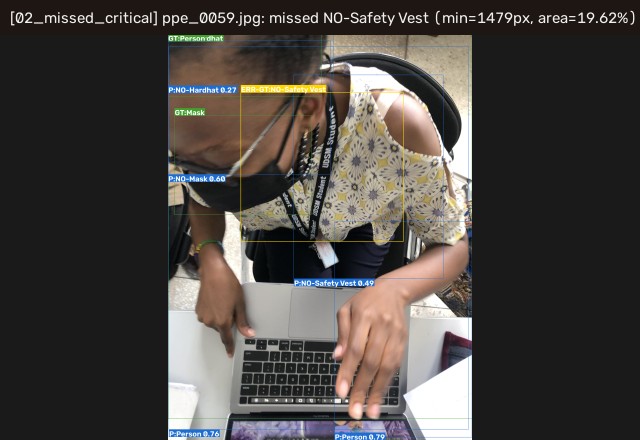 [02_missed_critical] ppe_0059.jpg: missed NO-Safety Vest (min=1479px, area=19.62%)
GT:Person dhat
P:NO-Hardhat 0.27
ERR-GT:NO-Safety Vest
GT:Mask
UDSM Student
P:NO-Mask 0.60
UDSM Student
P:NO-Safety Vest 0.49
P:Person 0.76
P:Person 0.79